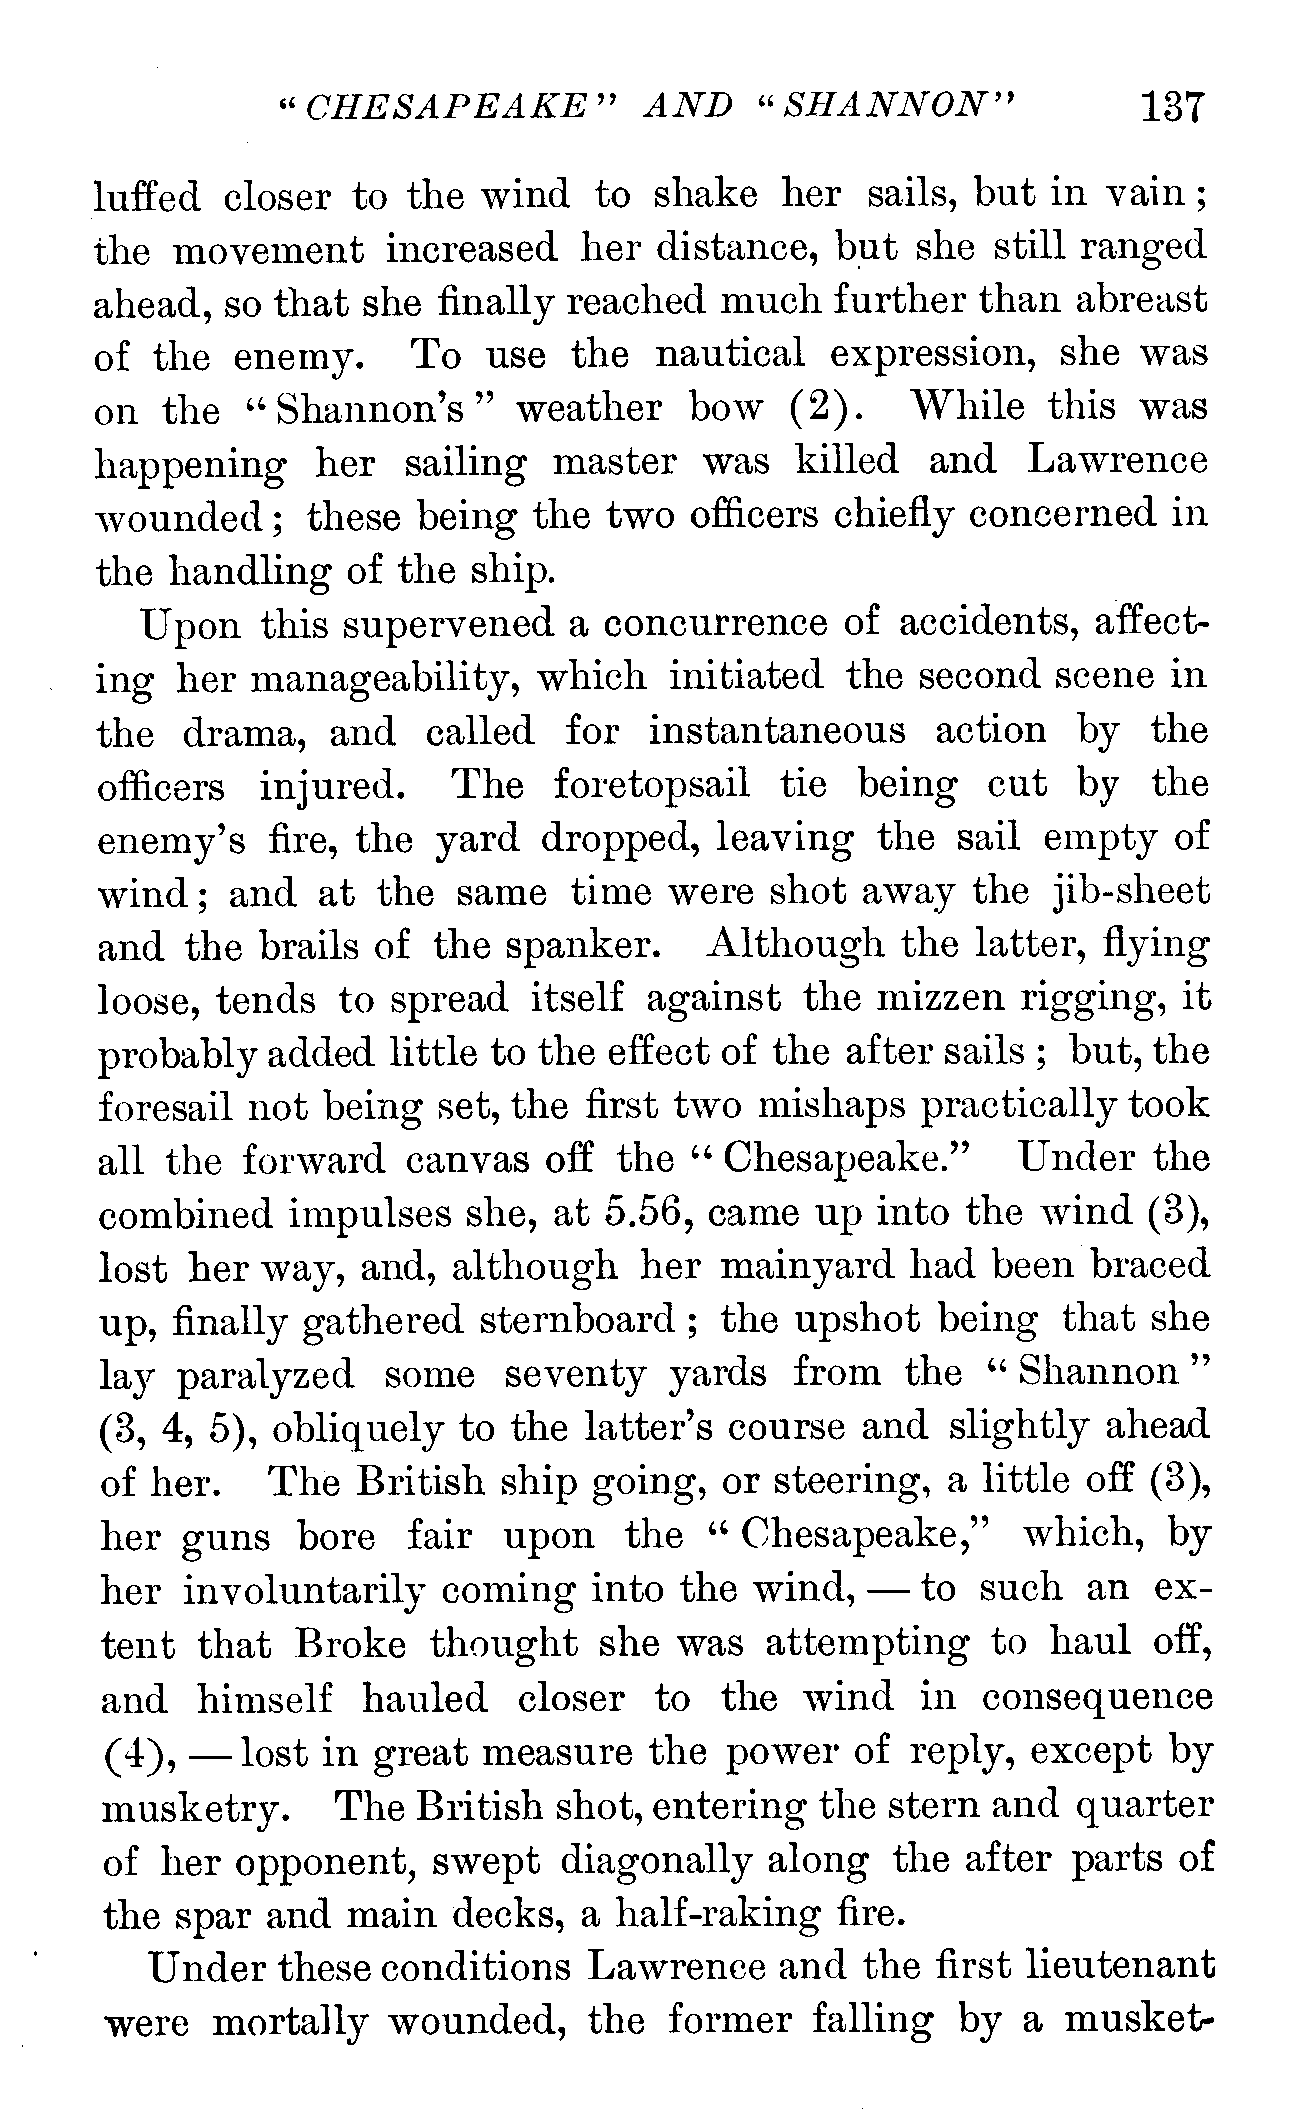 "CHESAPEAKE" AND "SHANNON" 137
luffed closer to the wind to shake her sails, but in vain;
the movement increased her distance, but she still ranged
ahead, so that she finally reached much further than abreast
of the enemy. To use the nautical expression, she was
on the "Shannon's" weather bow (2). While this was
happening her sailing master was killed and Lawrence
wounded; these being the two officers chiefly concerned in
the handling of the ship.
Upon this supervened a concurrence of accidents, affect-
ing her manageability, which initiated the second scene in
the drama, and called for instantaneous action by the
officers injured. The foretopsail tie being cut by the
enemy's fire, the yard dropped, leaving the sail empty of
wind; and at the same time were shot away the jib-sheet
and the brails of the spanker. Although the latter, flying
loose, tends to spread itself against the mizzen rigging, it
probably added little to the effect of the after sails; but, the
foresail not being set, the first two mishaps practically took
all the forward canvas off the "Chesapeake." Under the
combined impulses she, at 5.56, came up into the wind (3),
lost her way, and, although her mainyard had been braced
up, finally gathered sternboard; the upshot being that she
lay paralyzed some seventy yards from the "Shannon"
(3, 4, 5), obliquely to the latter's course and slightly ahead
of her. The British ship going, or steering, a little off (3),
her guns bore fair upon the "Chesapeake," which, by
her involuntarily coming into the wind, — to such an ex-
tent that Broke thought she was attempting to haul off,
and himself hauled closer to the wind in consequence
(4), — lost in great measure the power of reply, except by
musketry. The British shot, entering the stern and quarter
of her opponent, swept diagonally along the after parts of
the spar and main decks, a half-raking fire.
Under these conditions Lawrence and the first lieutenant
were mortally wounded, the former falling by a musket-